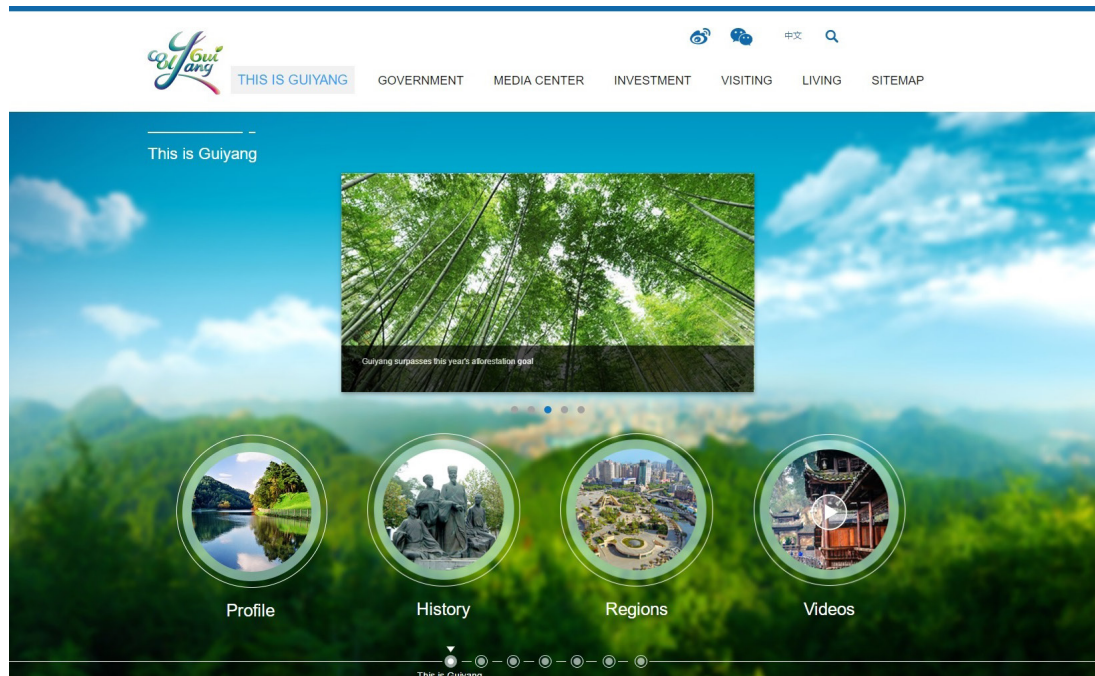 Cool Gui
yang
中文
THIS IS GUIYANG GOVERNMENT MEDIA CENTER INVESTMENT VISITING LIVING SITEMAP
This is Guiyang
Guiyang surpasses this year's afforestation goal
Profile History Regions Videos
This is Guiyang